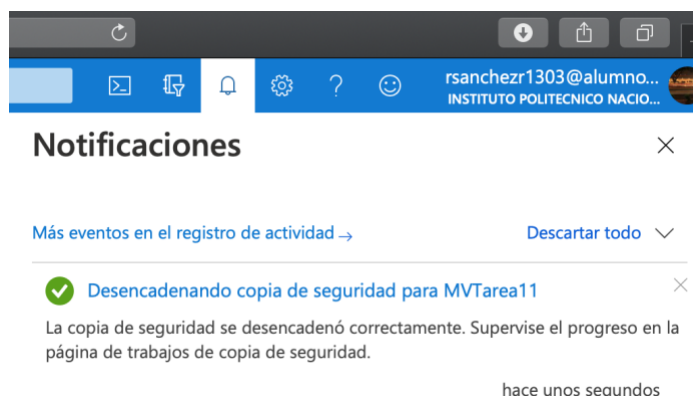 rsanchezr1303@alumno...
INSTITUTO POLITECNICO NACIO...
Notificaciones
Más eventos en el registro de actividad →
Descartar todo
Desencadenando copia de seguridad para MVTarea11
La copia de seguridad se desencadenó correctamente. Supervise el progreso en la
página de trabajos de copia de seguridad.
hace unos segundos